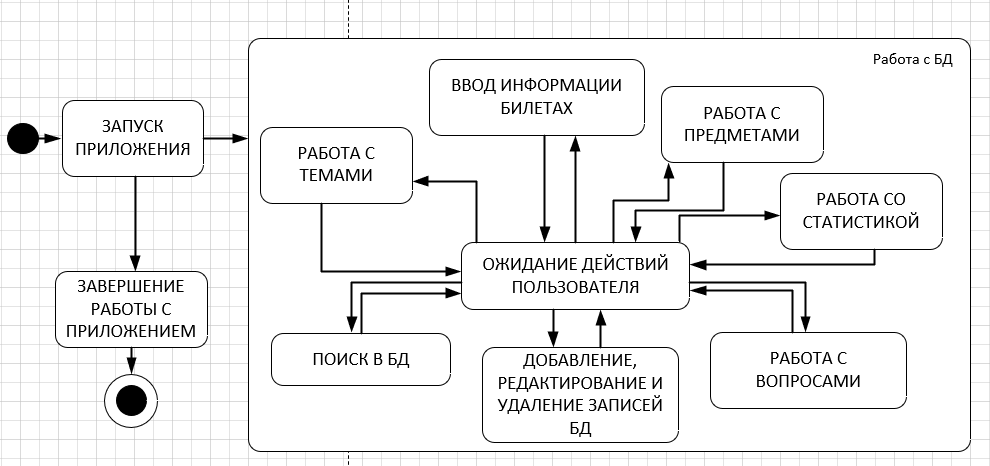 Работа с БД
ЗАПУСК
ПРИЛОЖЕНИЯ
ЗАВЕРШЕНИЕ
РАБОТЫ С
ПРИЛОЖЕНИЕМ
РАБОТА С
ТЕМАМИ
ВВОД ИНФОРМАЦИИ
БИЛЕТАХ
РАБОТА С
ПРЕДМЕТАМИ
РАБОТА СО
СТАТИСТИКОЙ
ОЖИДАНИЕ ДЕЙСТВИЙ
ПОЛЬЗОВАТЕЛЯ
ПОИСК В БД
ДОБАВЛЕНИЕ,
РЕДАКТИРОВАНИЕ И
УДАЛЕНИЕ ЗАПИСЕЙ
БД
РАБОТА С
ВОПРОСАМИ